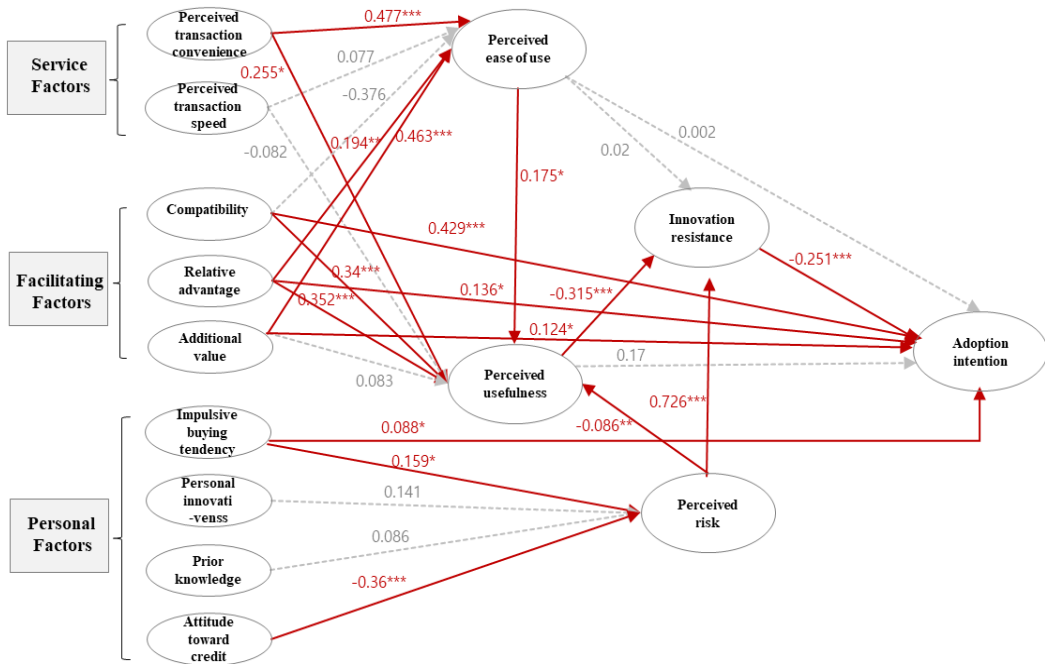 Service
Factors
Facilitating
Factors
Personal
Factors
Perceived
transaction
convenience
Perceived
transaction
speed
Compatibility
Relative
advantage
Additional
value
Impulsive
buying
tendency
Personal
innovati
-venss
Prior
knowledge
Attitude
toward
credit
Perceived
ease of use
Perceived
usefulness
Innovation
resistance
Perceived
risk
Adoption
intention
0.477***
0.077
0.255*
-0.376
0.194**
0.463***
-0.082
0.002
0.02
0.175*
0.429***
-0.251***
0.34***
0.136*
-0.315***
0.352***
0.124*
0.17
0.083
0.726***
0.088*
-0.086**
0.159*
0.141
0.086
-0.36***